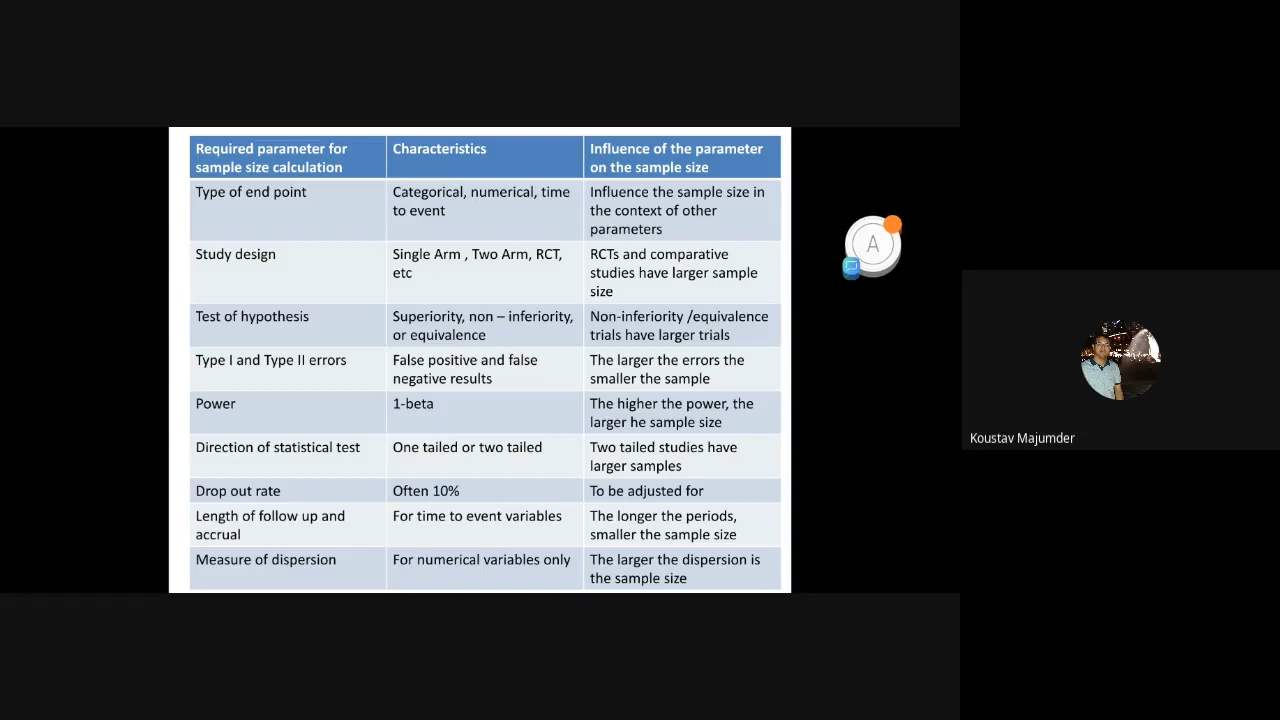 Required parameter for
sample size calculation
Characteristics
Influence of the parameter
on the sample size
Type of end point
Categorical, numerical, time
to event
Influence the sample size in
the context of other
parameters
Study design
Single Arm , Two Arm, RCT,
etc
RCTs and comparative
studies have larger sample
size
Test of hypothesis
Superiority, non – inferiority,
or equivalence
Non-inferiority /equivalence
trials have larger trials
Type I and Type II errors
False positive and false
negative results
The larger the errors the
smaller the sample
Power
1-beta
The higher the power, the
larger he sample size
Direction of statistical test
One tailed or two tailed
Two tailed studies have
larger samples
Drop out rate
Often 10%
To be adjusted for
Length of follow up and
accrual
For time to event variables
The longer the periods,
smaller the sample size
Measure of dispersion
For numerical variables only
The larger the dispersion is
the sample size
A
Koustav Majumder